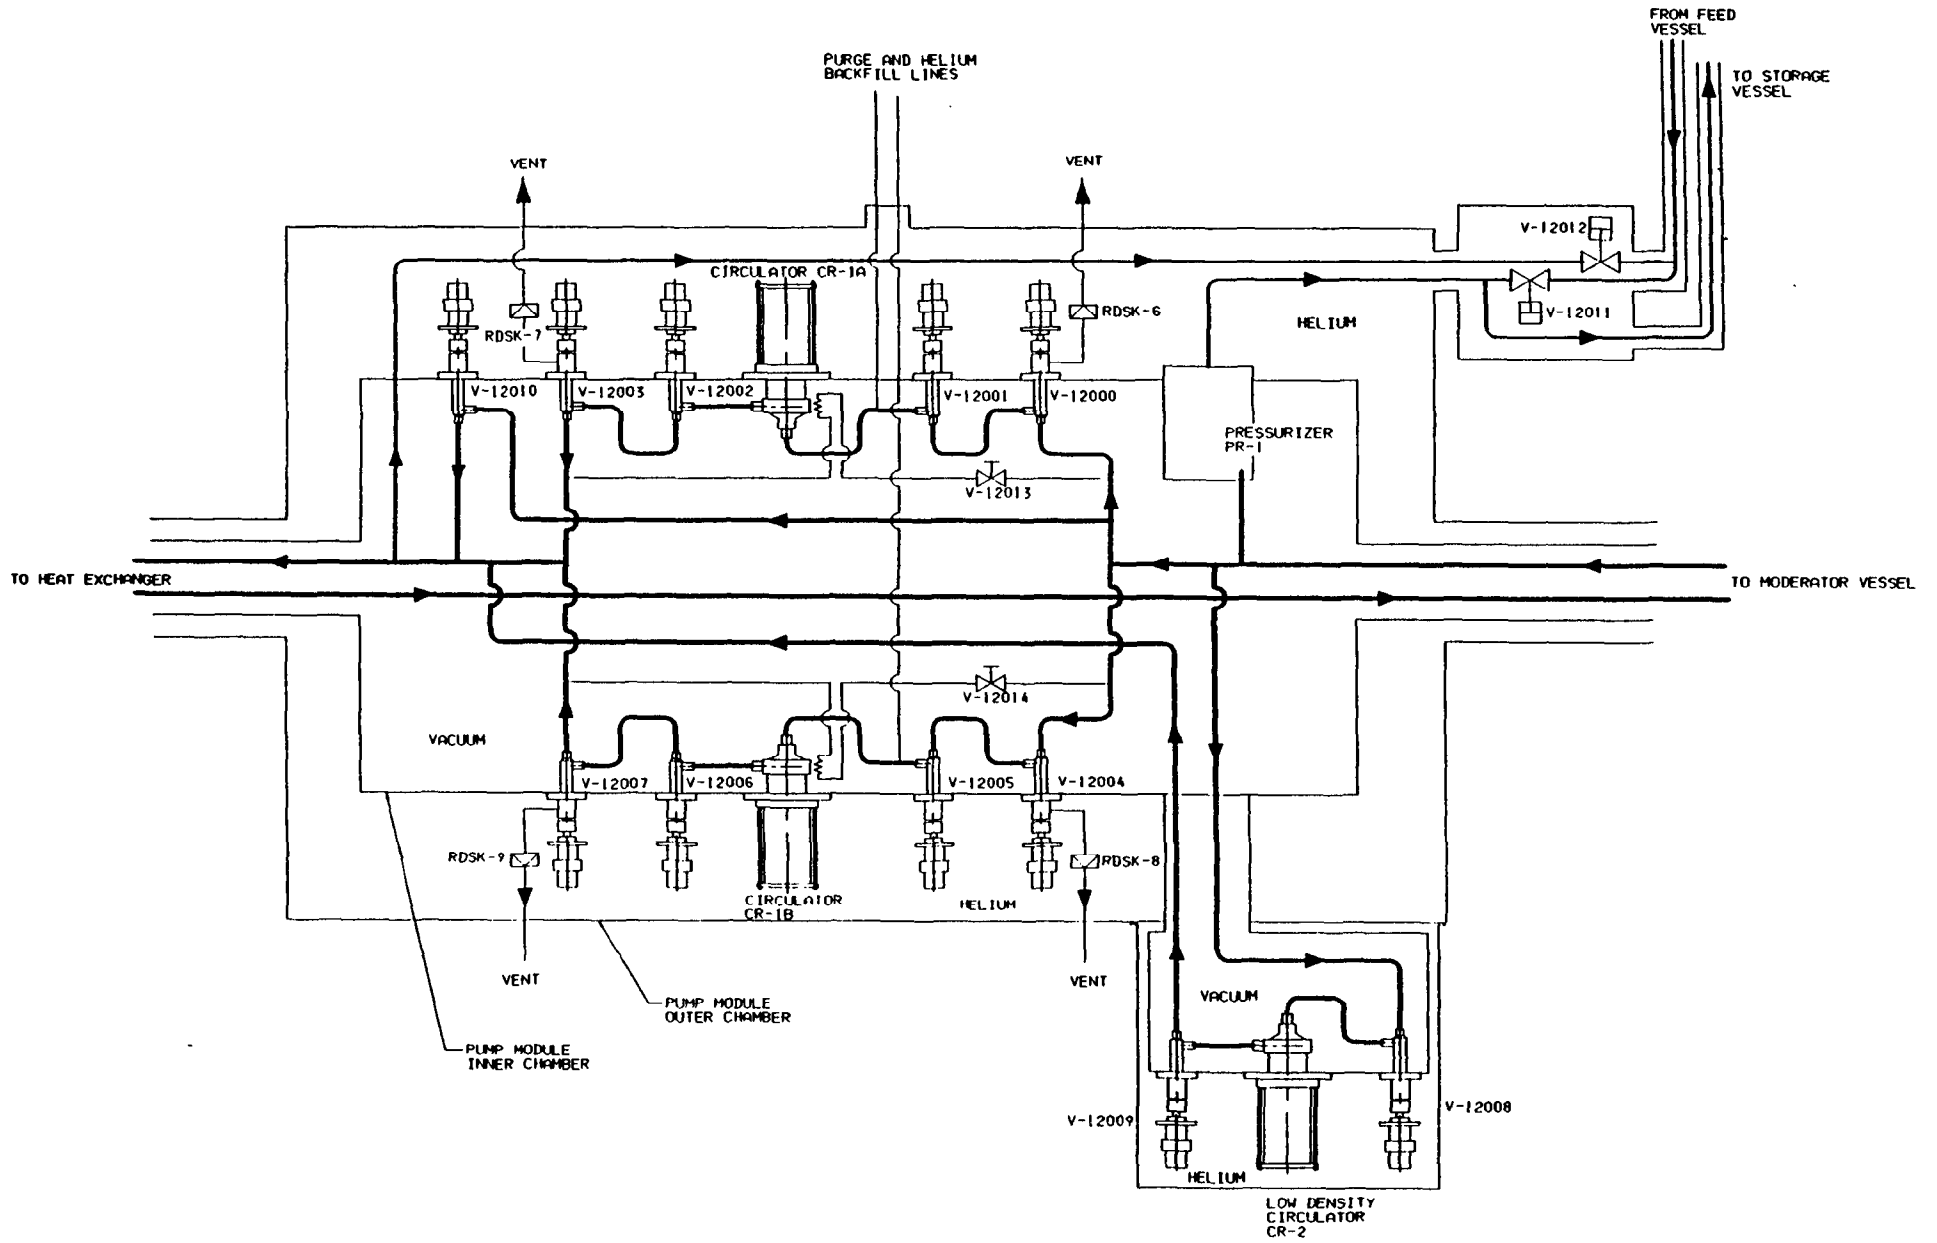 FROM FEED
VESSEL
PURGE AND HELIUM
BACKFILL LINES
TO STORAGE
VESSEL
VENT
VENT
V-12012
CIRCULATOR CR-1A
RDSK-7
RDSK-6
HELIUM
V-12011
V-12010
V-12003
V-12002
V-12001
V-12000
PRESSURIZER
PR-1
V-12013
TO HEAT EXCHANGER
TO MODERATOR VESSEL
V-12014
VACUUM
V-12007
V-12006
V-12005
V-12004
RDSK-9
RDSK-8
CIRCULATOR
CR-1B
HELIUM
VENT
VENT
VACUUM
PUMP MODULE
OUTER CHAMBER
PUMP MODULE
INNER CHAMBER
V-12009
V-12008
HELIUM
LOW DENSITY
CIRCULATOR
CR-2